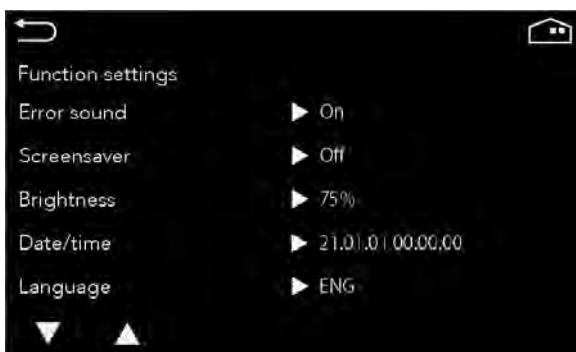 Function settings
Error sound ▶ On
Screensaver ▶ Off
Brightness ▶ 75%
Date/time ▶ 21.01.01 00:00.00
Language ▶ ENG